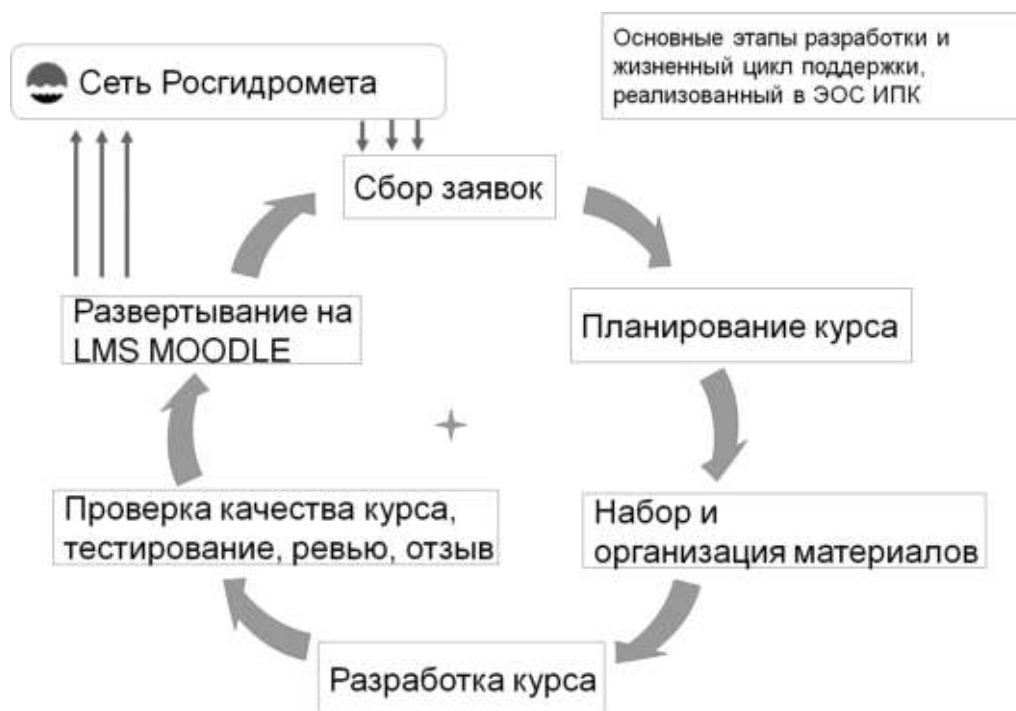 Основные этапы разработки и
жизненный цикл поддержки,
реализованный в ЭОС ИПК
Сеть Росгидромета
Сбор заявок
Планирование курса
Набор и
организация материалов
Разработка курса
Проверка качества курса,
тестирование, ревью, отзыв
Развертывание на
LMS MOODLE